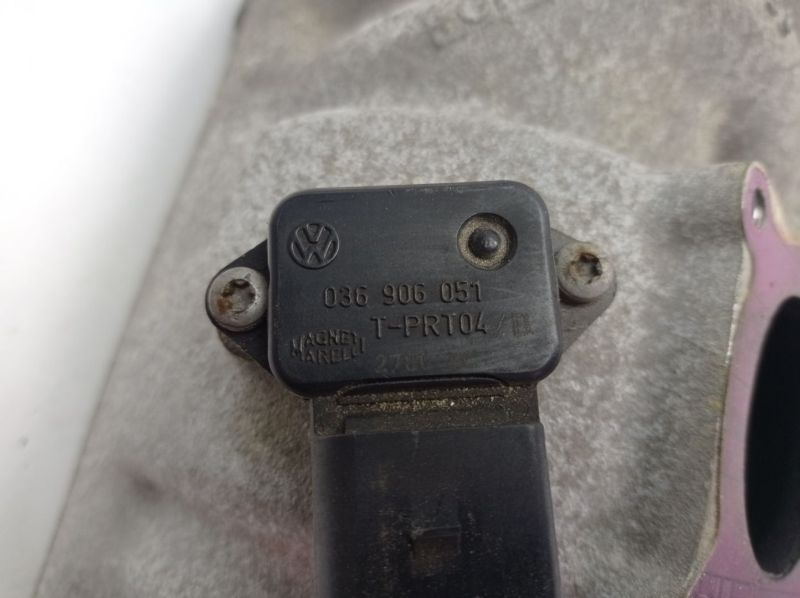 VW
036 906 051
T-PRT04
MAGNETI
MARELLI